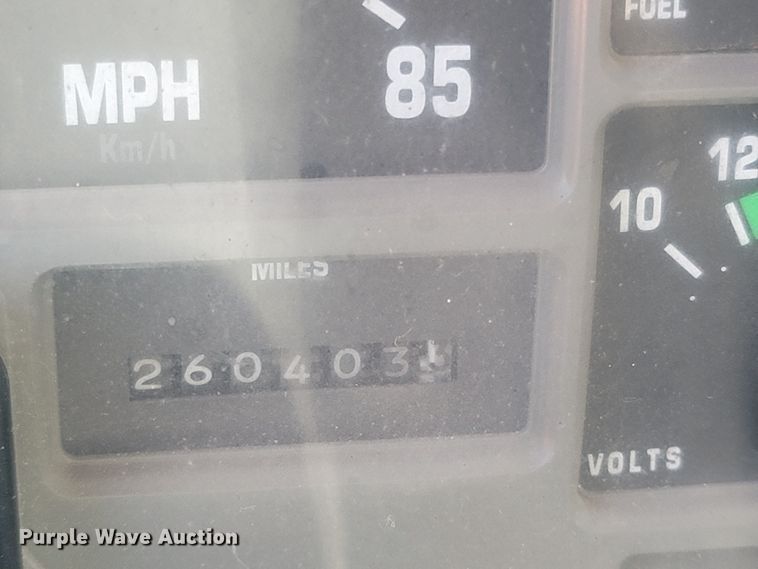 FUEL
MPH
85
Km/h
12
10
MILES
260403
VOLTS
Purple Wave Auction